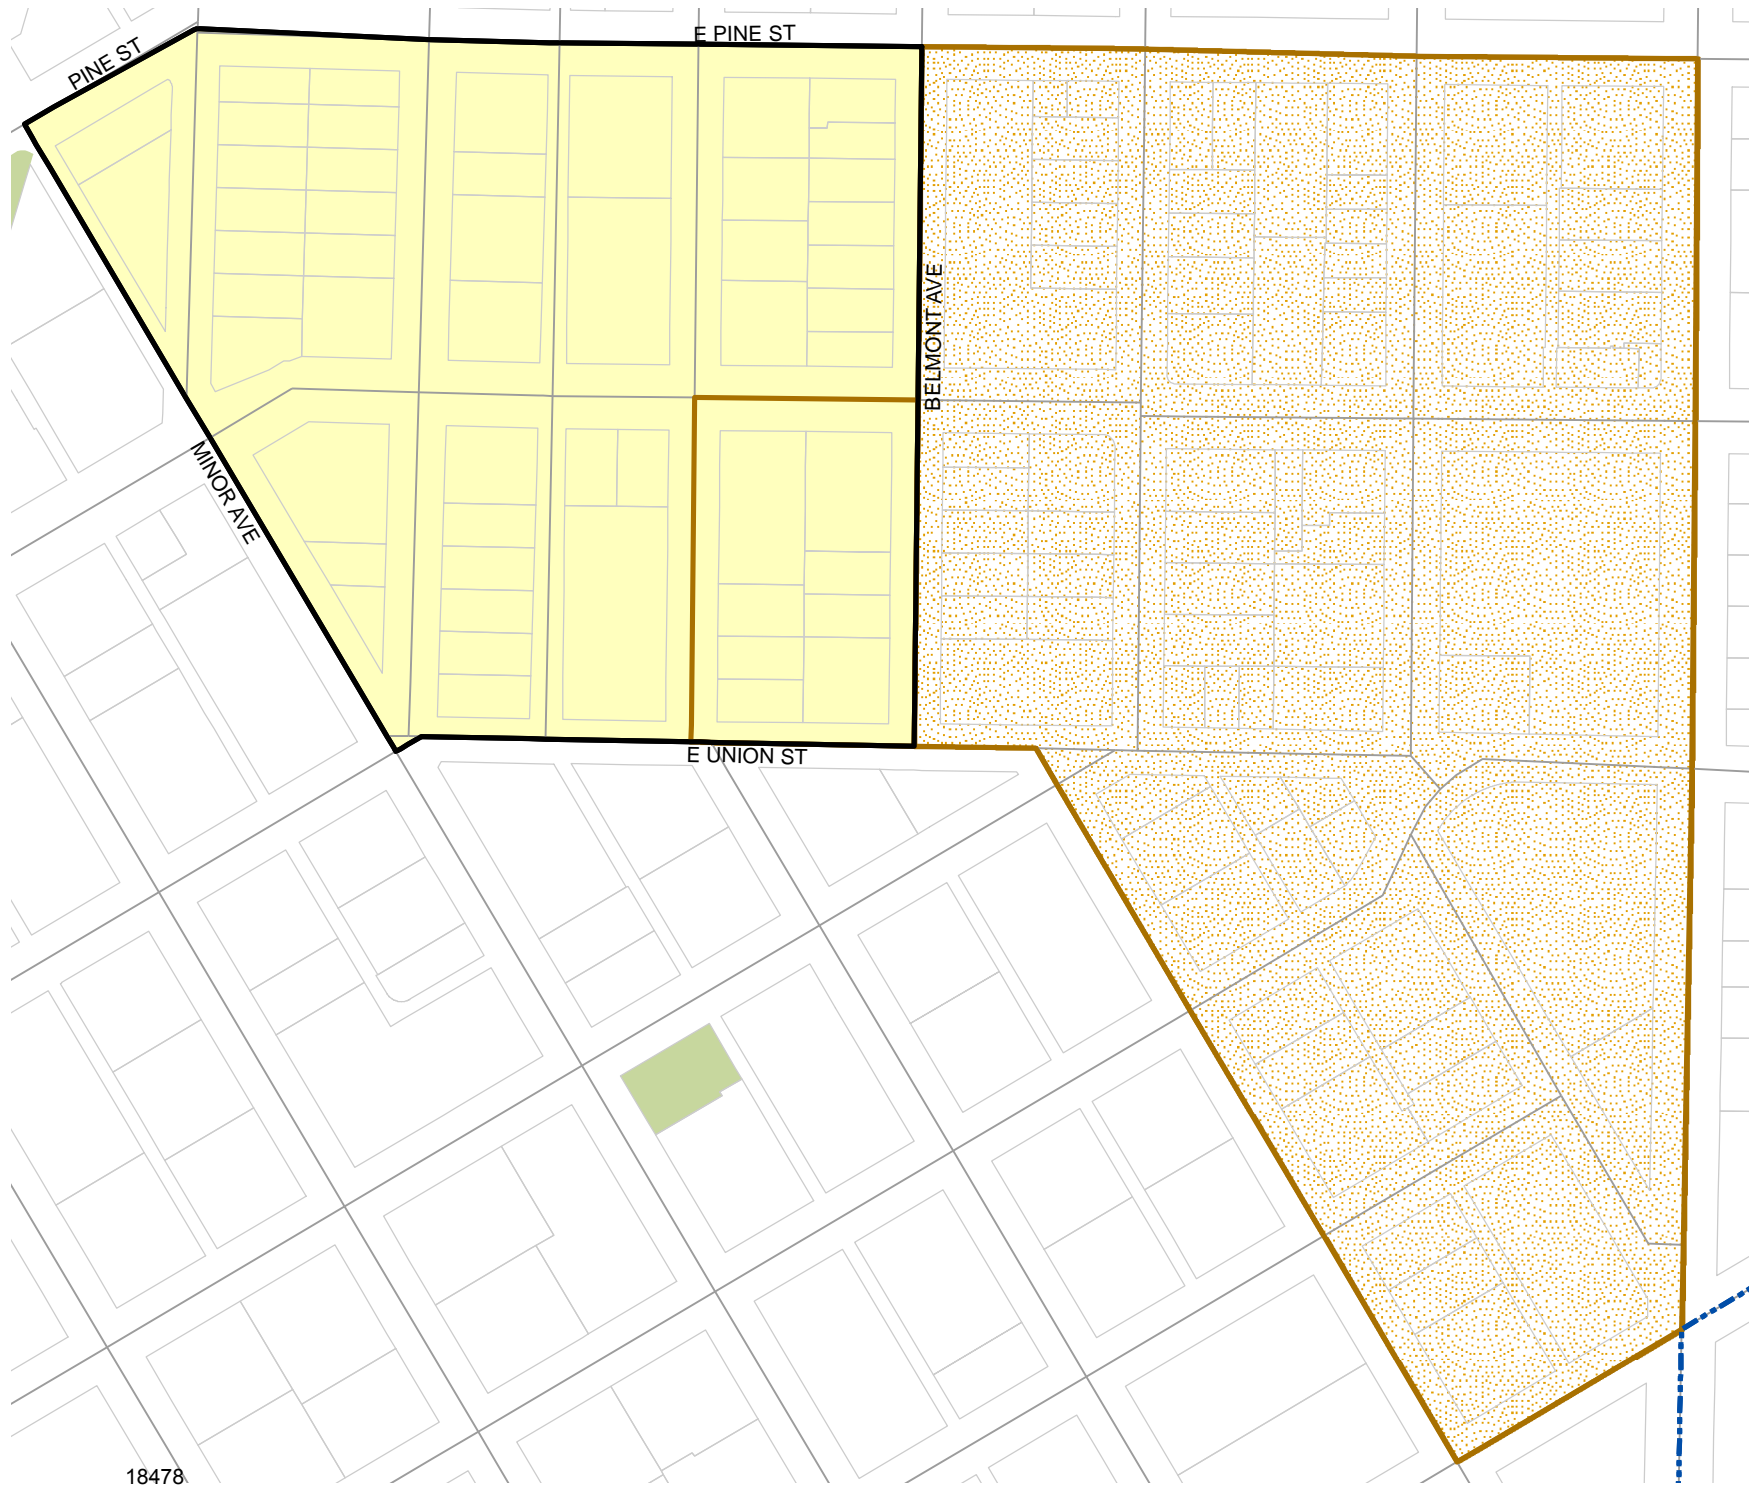 E PINE ST
PINE ST
BELMONT AVE
MINOR AVE
E UNION ST
18478